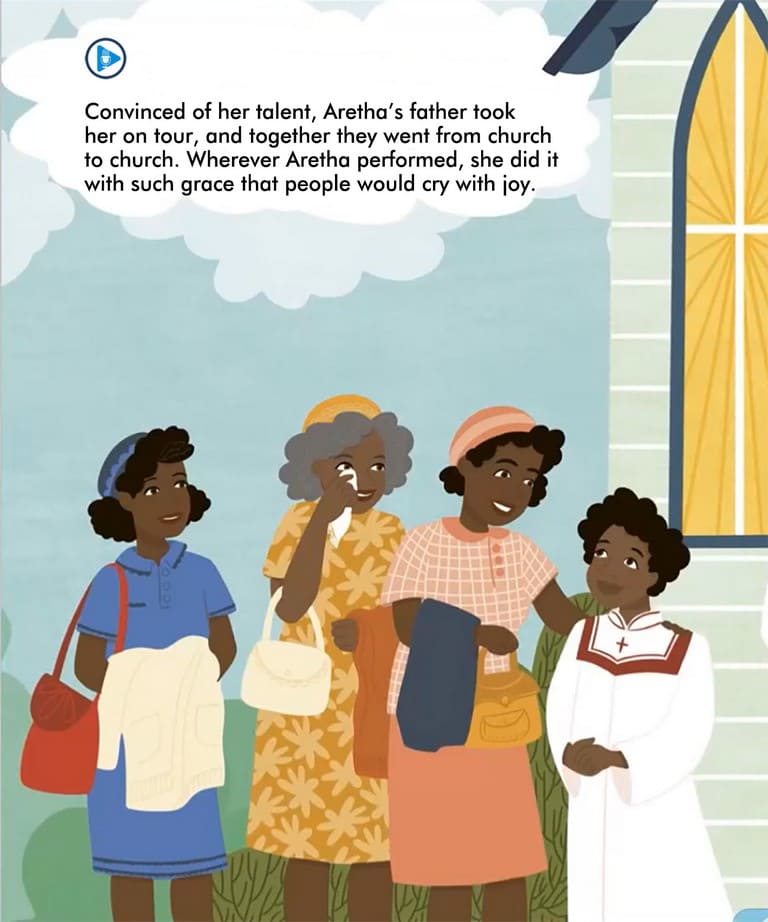 Convinced of her talent, Aretha's father took
her on tour, and together they went from church
to church. Wherever Aretha performed, she did it
with such grace that people would cry with joy.